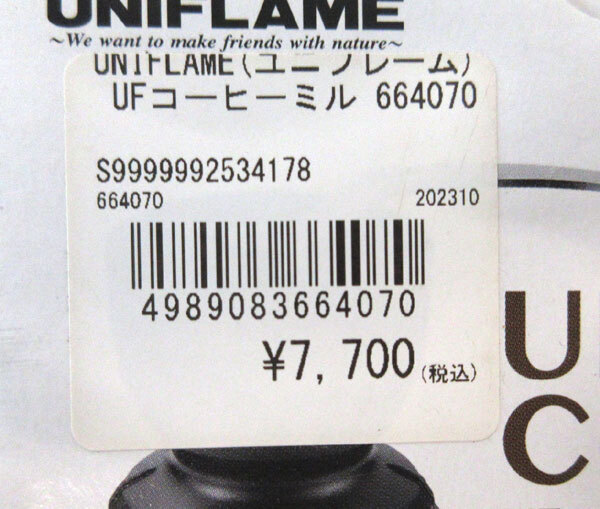 UNIFLAME
~We want to make friends with nature~
UNIFLAME(ユニフレーム)
UFコーヒーミル 664070
S9999992534178
664070 202310
4989083664070
¥7,700(税込)
U
C